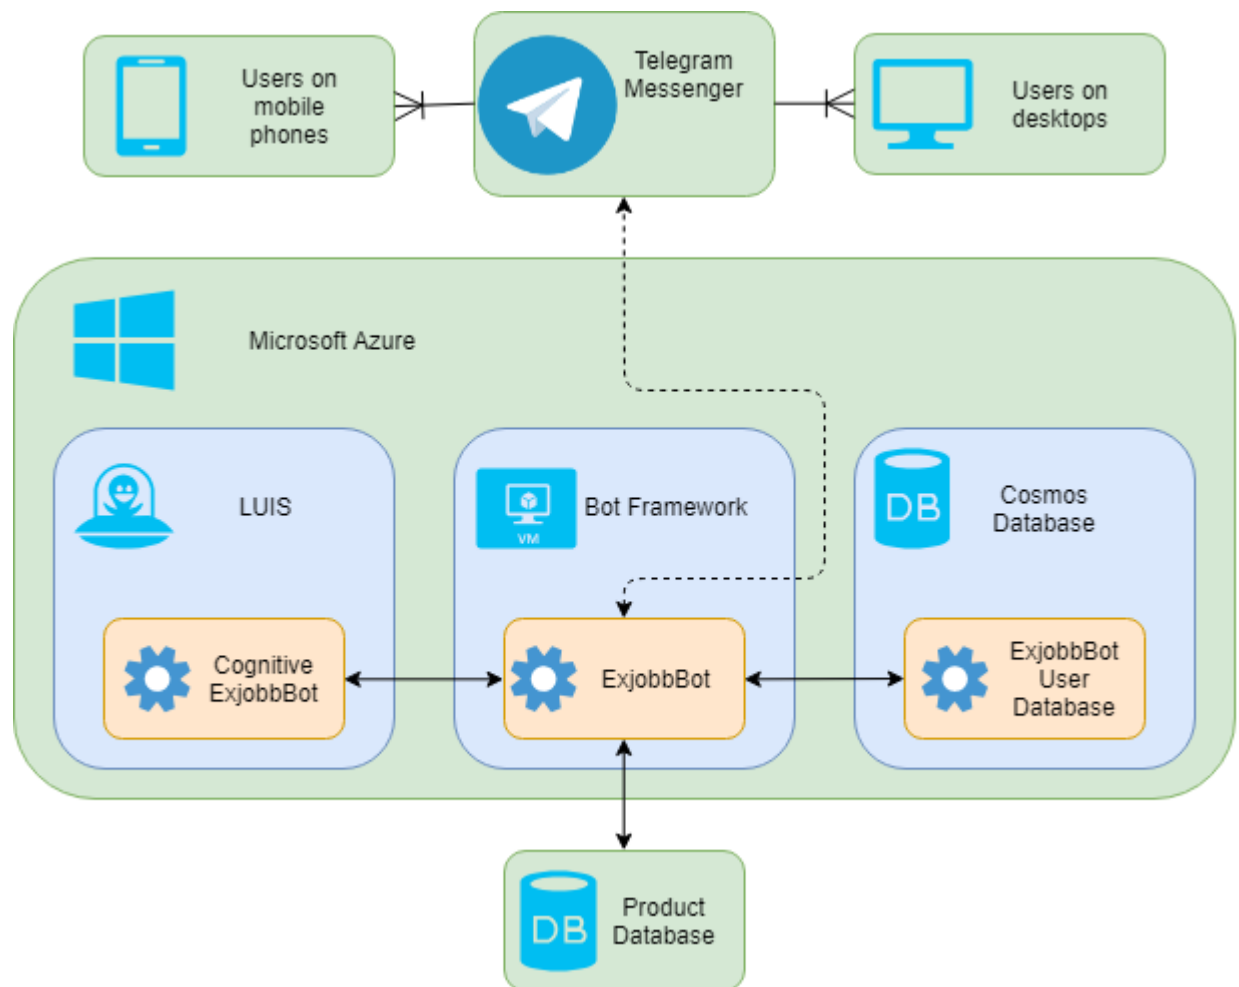 Users on
mobile
phones
Telegram
Messenger
Users on
desktops
Microsoft Azure
LUIS
VM
Bot Framework
DB
Cosmos
Database
Cognitive
ExjobbBot
ExjobbBot
ExjobbBot
User
Database
DB
Product
Database